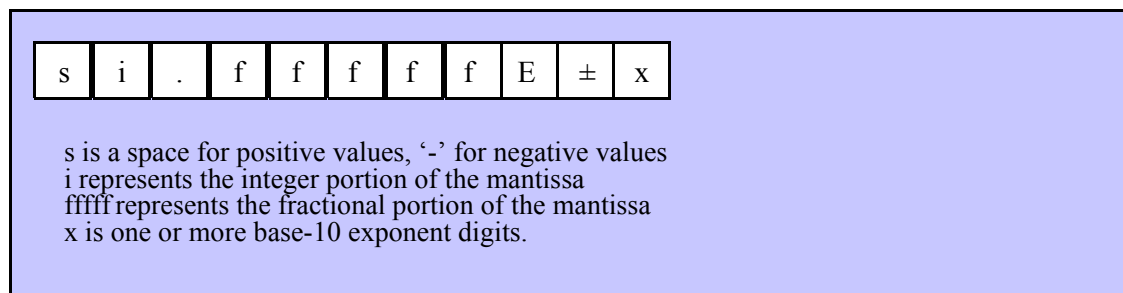 s i . f f f f f E ± x
s is a space for positive values, ‘-’ for negative values
i represents the integer portion of the mantissa
fffff represents the fractional portion of the mantissa
x is one or more base-10 exponent digits.